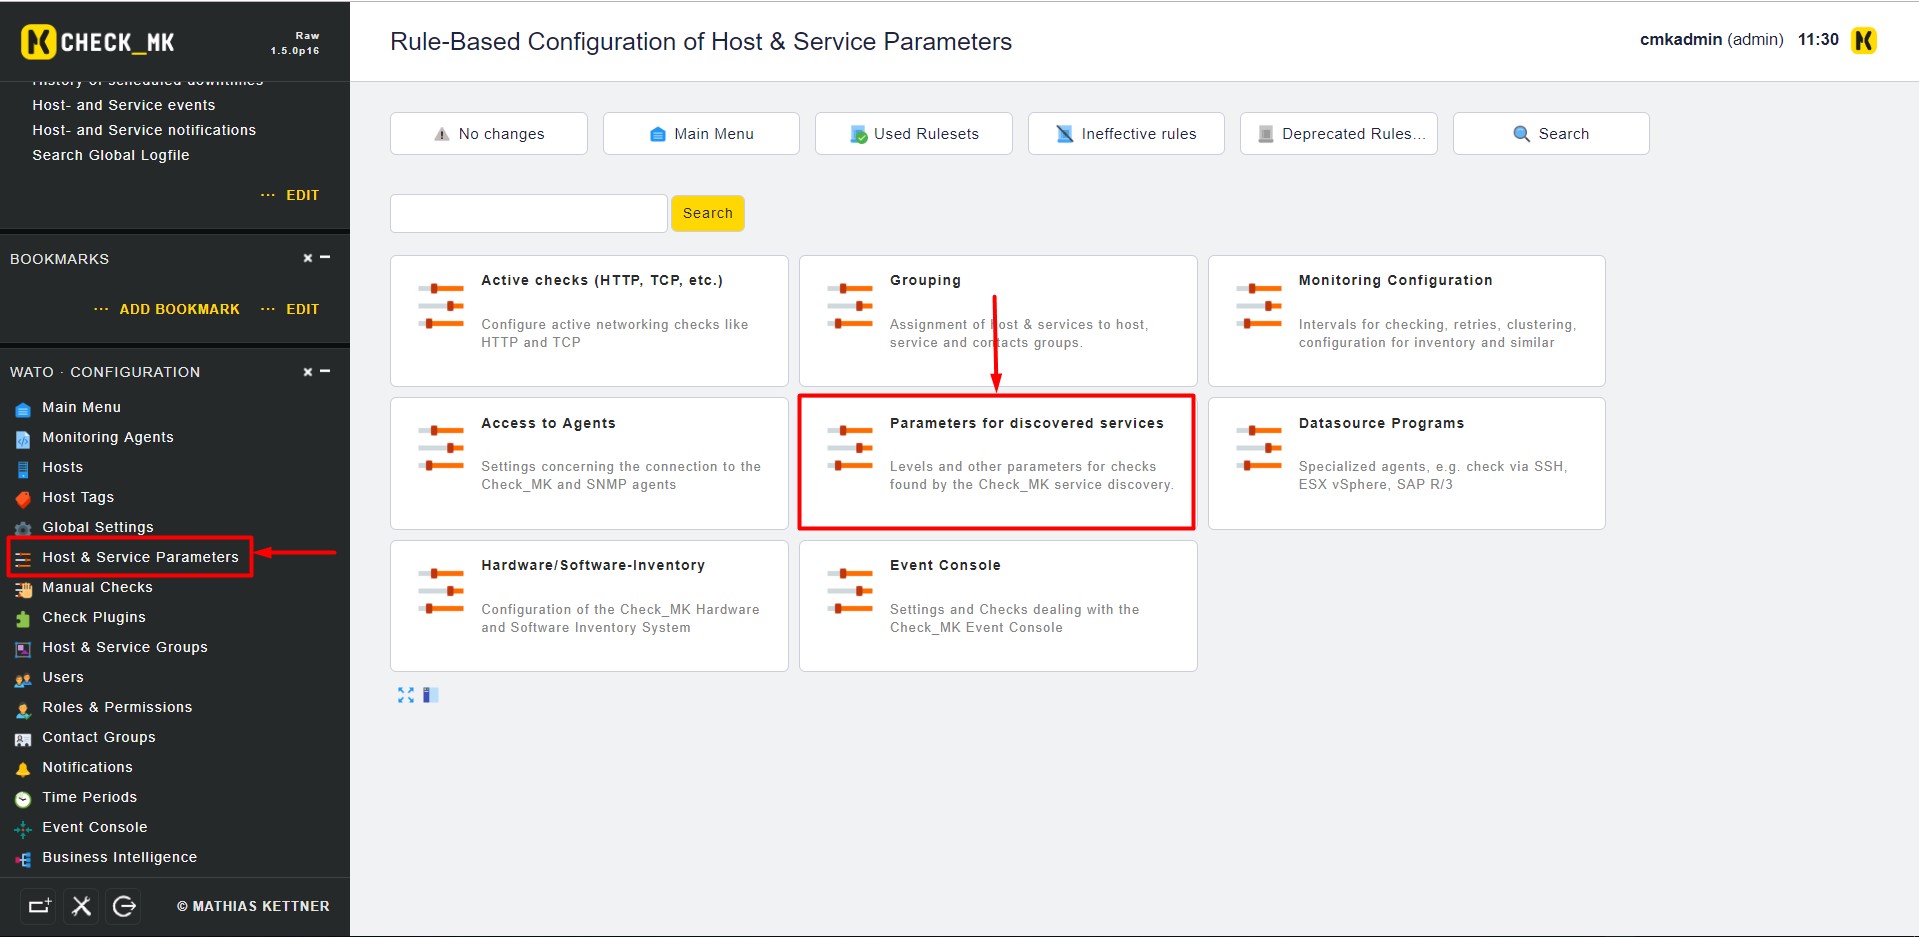 CHECK_MK
Raw
1.5.0p16
History of scheduled downtimes
Host- and Service events
Host- and Service notifications
Search Global Logfile
··· EDIT
BOOKMARKS
··· ADD BOOKMARK ··· EDIT
WATO · CONFIGURATION
Main Menu
Monitoring Agents
Hosts
Host Tags
Global Settings
Host & Service Parameters
Manual Checks
Check Plugins
Host & Service Groups
Users
Roles & Permissions
Contact Groups
Notifications
Time Periods
Event Console
Business Intelligence
© MATHIAS KETTNER
Rule-Based Configuration of Host & Service Parameters
cmkadmin (admin) 11:30
No changes
Main Menu
Used Rulesets
Ineffective rules
Deprecated Rules...
Search
Search
Active checks (HTTP, TCP, etc.)
Configure active networking checks like
HTTP and TCP
Grouping
Assignment of host & services to host,
service and contacts groups.
Monitoring Configuration
Intervals for checking, retries, clustering,
configuration for inventory and similar
Access to Agents
Settings concerning the connection to the
Check_MK and SNMP agents
Parameters for discovered services
Levels and other parameters for checks
found by the Check_MK service discovery.
Datasource Programs
Specialized agents, e.g. check via SSH,
ESX vSphere, SAP R/3
Hardware/Software-Inventory
Configuration of the Check_MK Hardware
and Software Inventory System
Event Console
Settings and Checks dealing with the
Check_MK Event Console